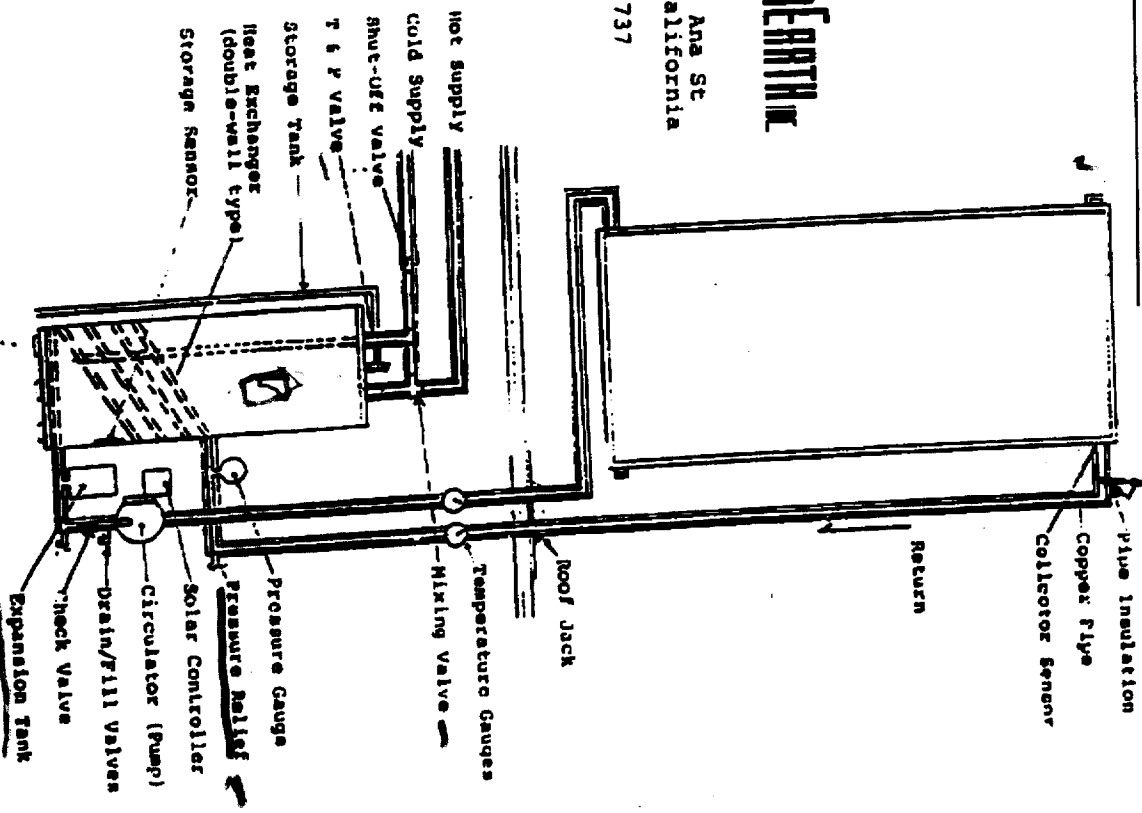 EARTH INC
Ana St
alifornia
737
Pipe Insulation
Copper Pipe
Collector Sensor
Return
Roof Jack
Hot Supply
Cold Supply
Shut-Off Valve
T & P Valve
Storage Tank
Heat Exchanger
(double-wall type)
Storage Sensor
Temperature Gauges
Mixing Valve
Pressure Gauge
Pressure Relief
Solar Controller
Circulator (Pump)
Drain/Fill Valves
Check Valve
Expansion Tank